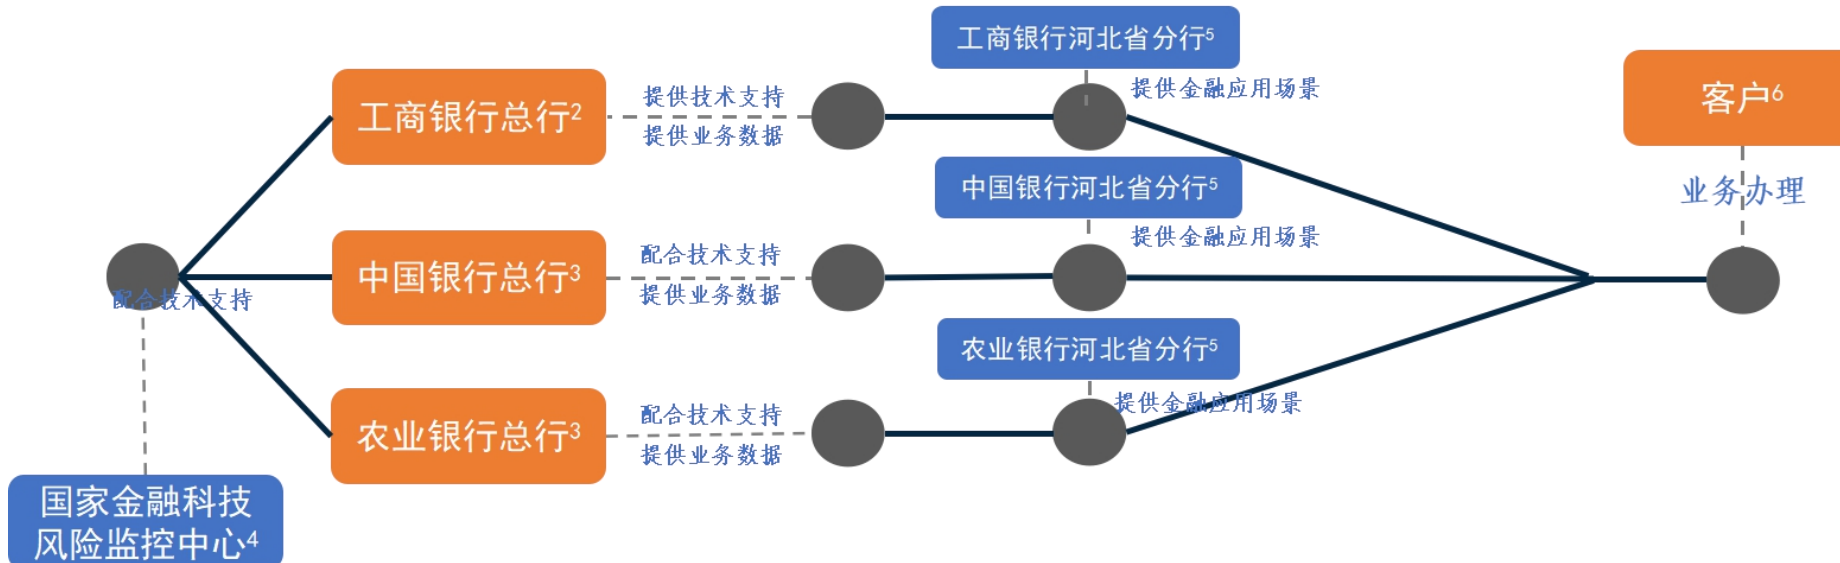 工商银行河北省分行5
提供金融应用场景
客户6
工商银行总行2
提供技术支持
提供业务数据
中国银行河北省分行5
提供金融应用场景
业务办理
中国银行总行3
配合技术支持
提供业务数据
配合技术支持
农业银行河北省分行5
提供金融应用场景
农业银行总行3
配合技术支持
提供业务数据
国家金融科技
风险监控中心4